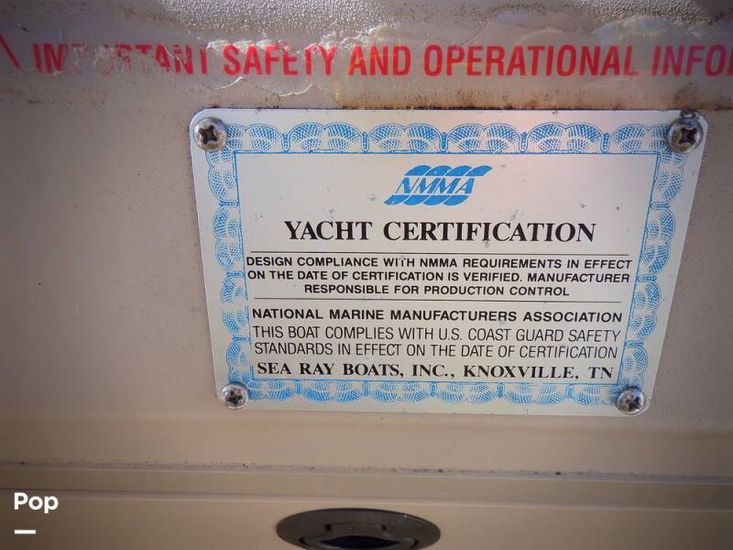 IMPORTANT SAFETY AND OPERATIONAL INFO
NMMA
YACHT CERTIFICATION
DESIGN COMPLIANCE WITH NMMA REQUIREMENTS IN EFFECT
ON THE DATE OF CERTIFICATION IS VERIFIED. MANUFACTURER
RESPONSIBLE FOR PRODUCTION CONTROL
NATIONAL MARINE MANUFACTURERS ASSOCIATION
THIS BOAT COMPLIES WITH U.S. COAST GUARD SAFETY
STANDARDS IN EFFECT ON THE DATE OF CERTIFICATION
SEA RAY BOATS, INC., KNOXVILLE, TN
Pop